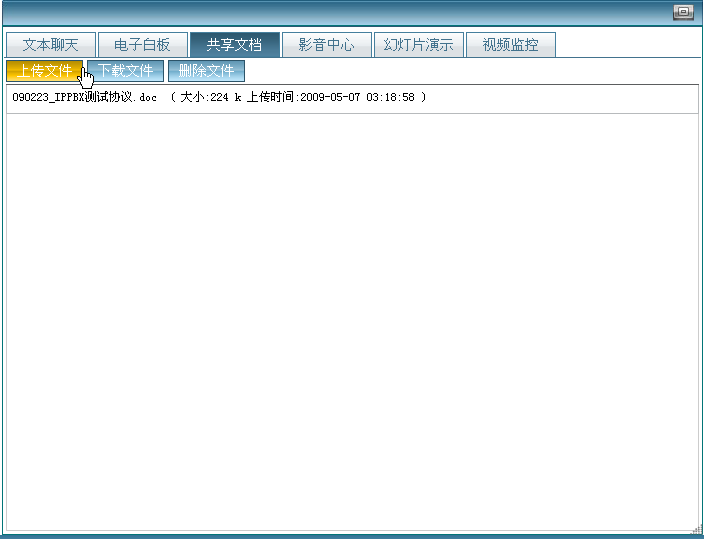 文本聊天 电子白板 共享文档 影音中心 幻灯片演示 视频监控
上传文件 下载文件 删除文件
090223_IPPBX测试协议.doc ( 大小:224 k 上传时间:2009-05-07 03:18:58 )